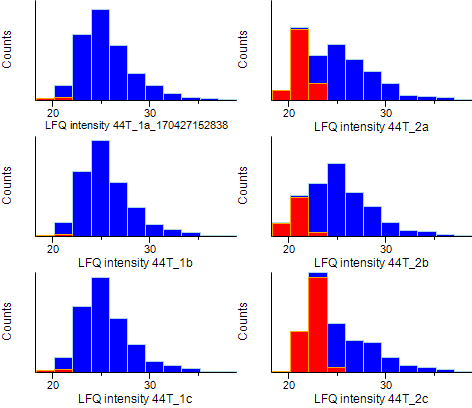 Counts
20 30
LFQ intensity 44T_1a_170427152838
Counts
20 30
LFQ intensity 44T_2a
Counts
20 30
LFQ intensity 44T_1b
Counts
20 30
LFQ intensity 44T_2b
Counts
20 30
LFQ intensity 44T_1c
Counts
20 30
LFQ intensity 44T_2c